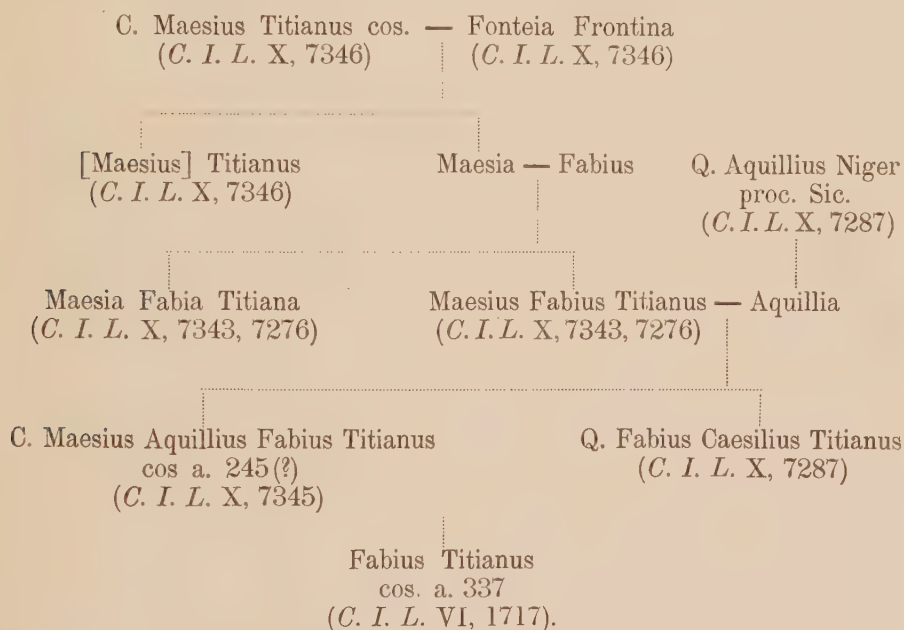 C. Maesius Titianus cos. — Fonteia Frontina
(C. I. L. X, 7346) (C. I. L. X, 7346)
[Maesius] Titianus Maesia — Fabius Q. Aquillius Niger
(C. I. L. X, 7346) proc. Sic.
(C. I. L. X, 7287)
Maesia Fabia Titiana Maesius Fabius Titianus — Aquillia
(C. I. L. X, 7343, 7276) (C. I. L. X, 7343, 7276)
C. Maesius Aquillius Fabius Titianus Q. Fabius Caesilius Titianus
cos a. 245 (?) (C. I. L. X, 7287)
(C. I. L. X, 7345)
Fabius Titianus
cos. a. 337
(C. I. L. VI, 1717).